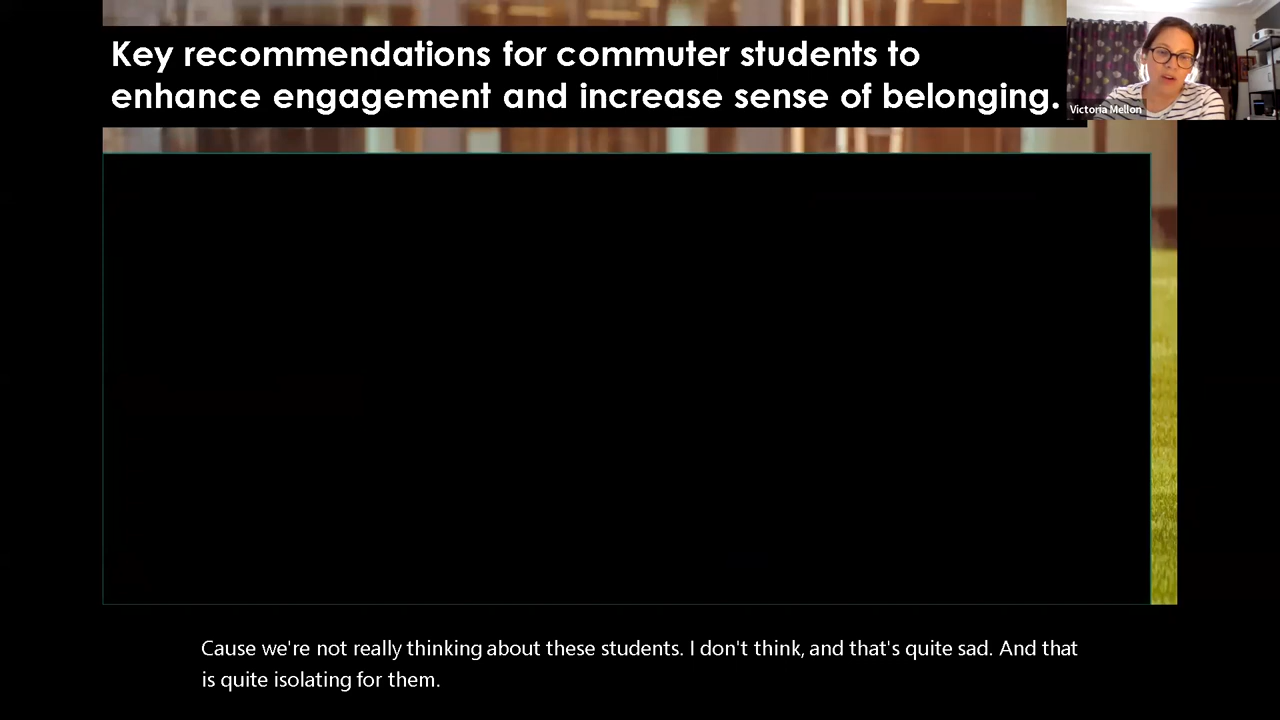 Key recommendations for commuter students to
enhance engagement and increase sense of belonging.
Victoria Mellon
Cause we're not really thinking about these students. I don't think, and that's quite sad. And that
is quite isolating for them.